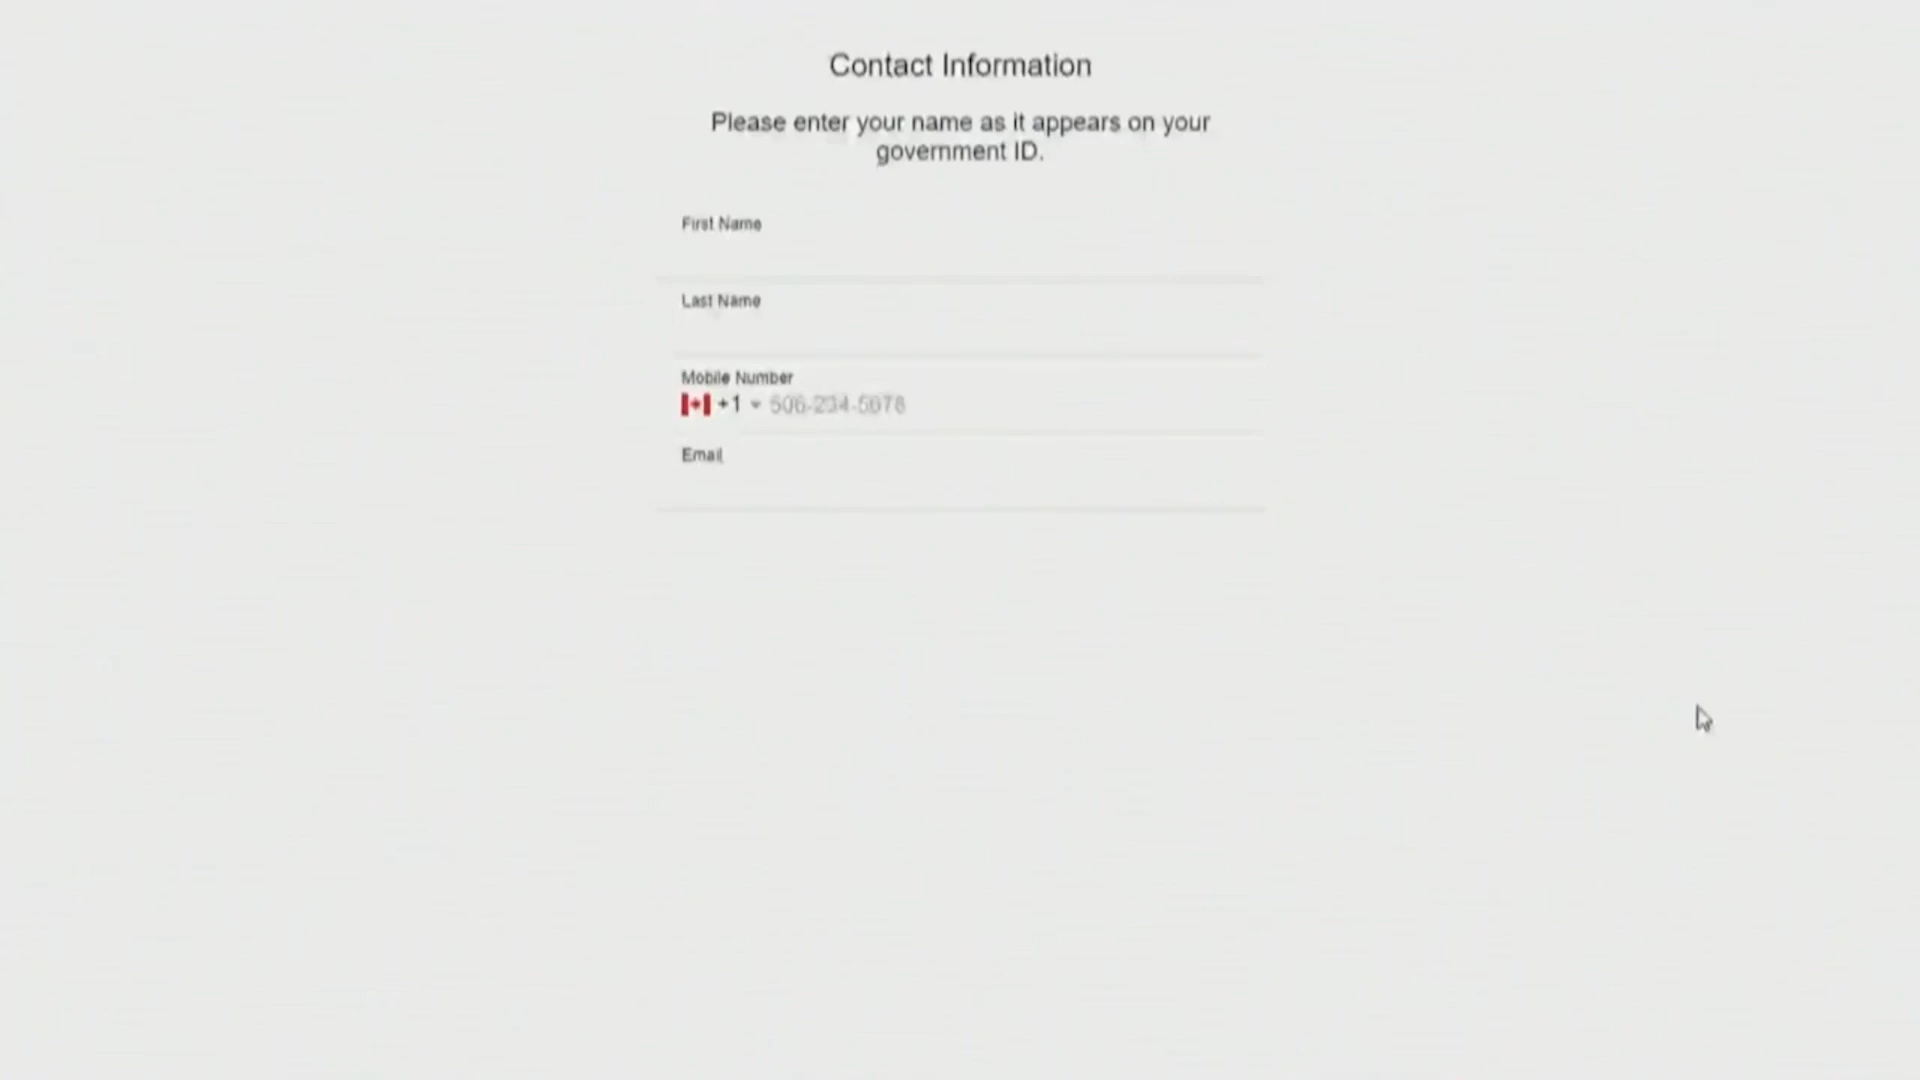 Contact Information
Please enter your name as it appears on your
government ID.
First Name
Last Name
Mobile Number
+1 506-234-5678
Email